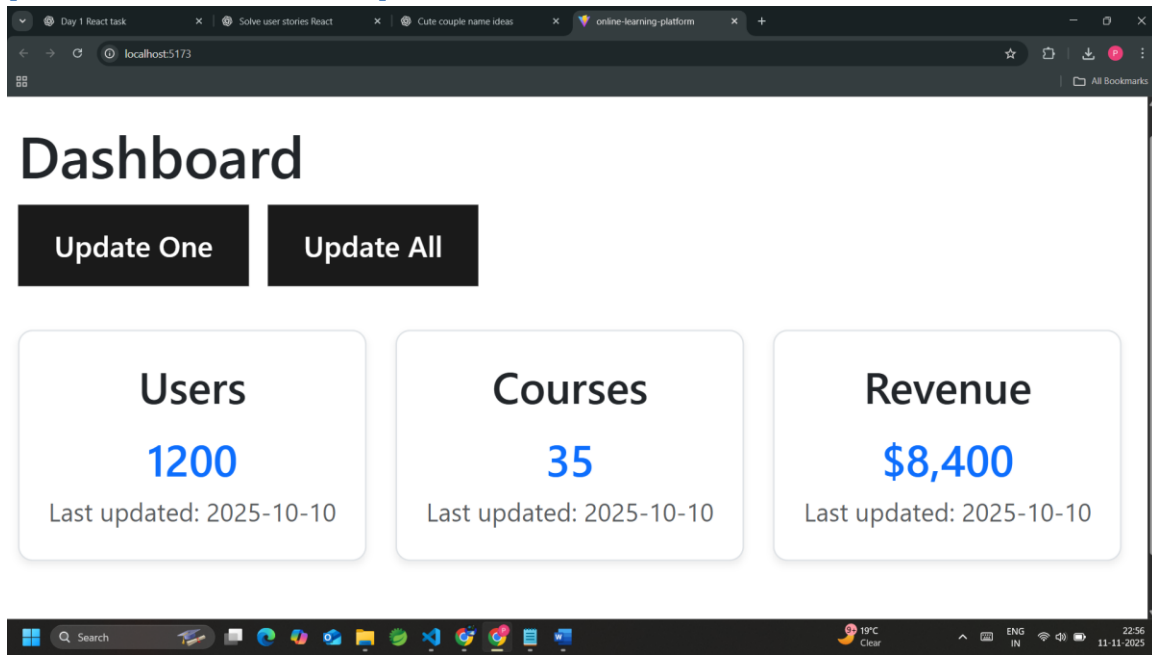 Day 1 React task
Solve user stories React
Cute couple name ideas
online-learning-platform
localhost:5173
P
All Bookmarks
Dashboard
Update One Update All
Users Courses Revenue
1200 35 $8,400
Last updated: 2025-10-10 Last updated: 2025-10-10 Last updated: 2025-10-10
Search
9+ 19°C ENG 22:56
Clear IN 11-11-2025